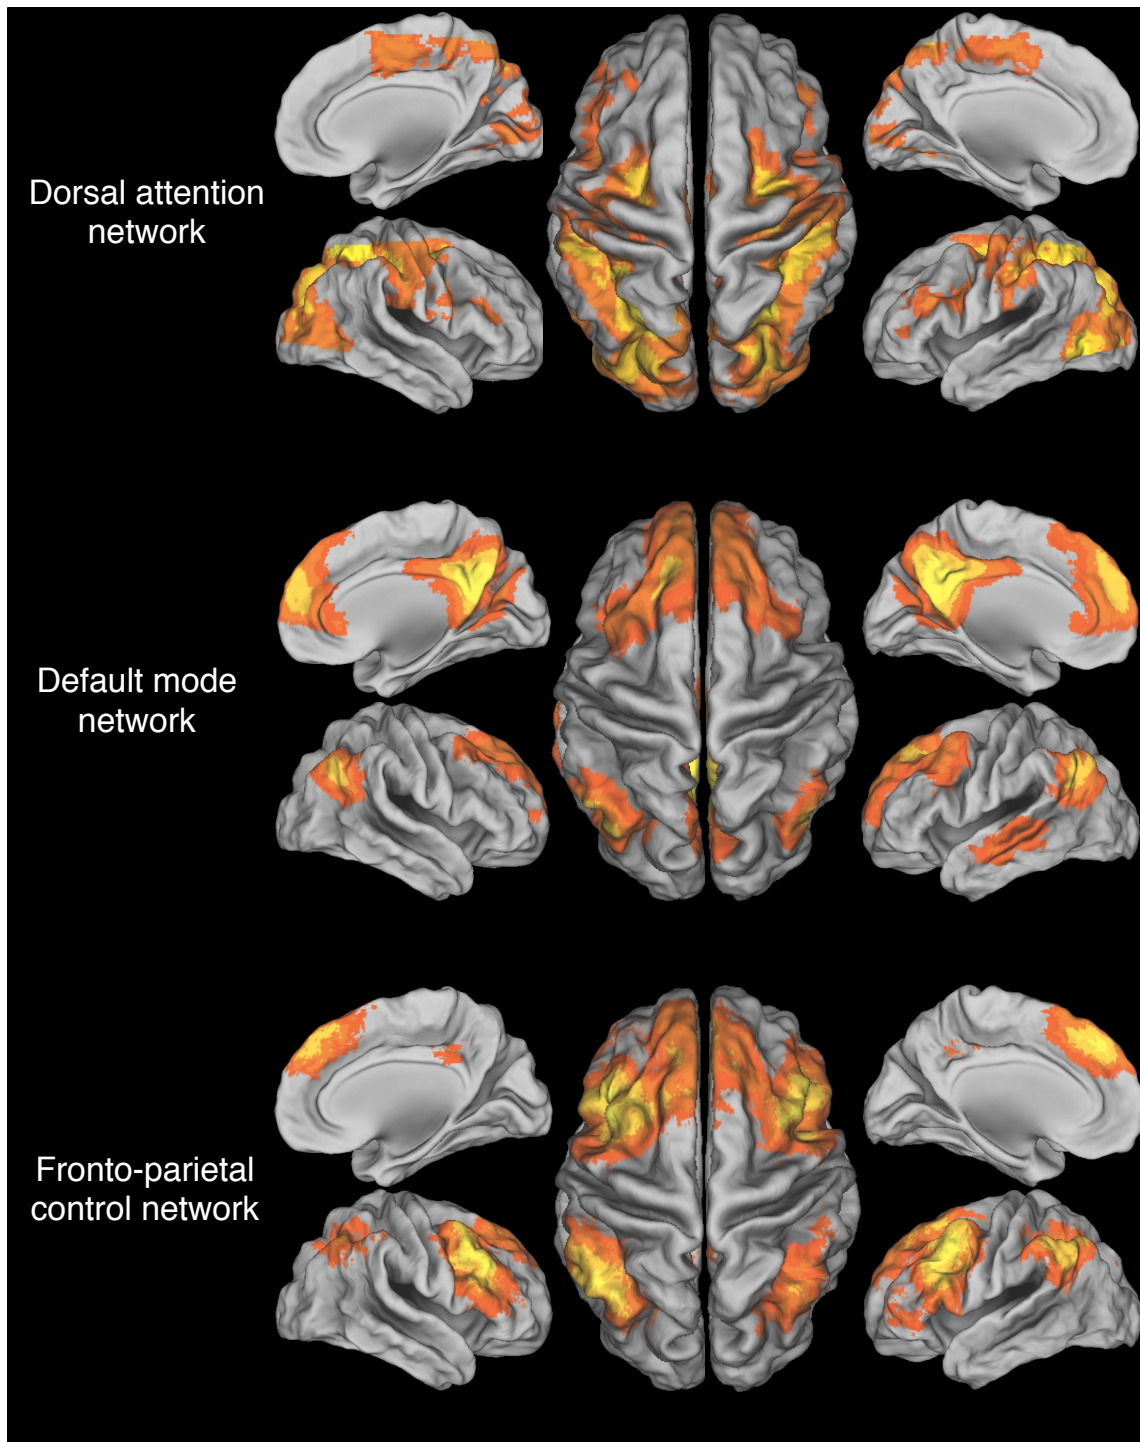 Dorsal attention
network
Default mode
network
Fronto-parietal
control network